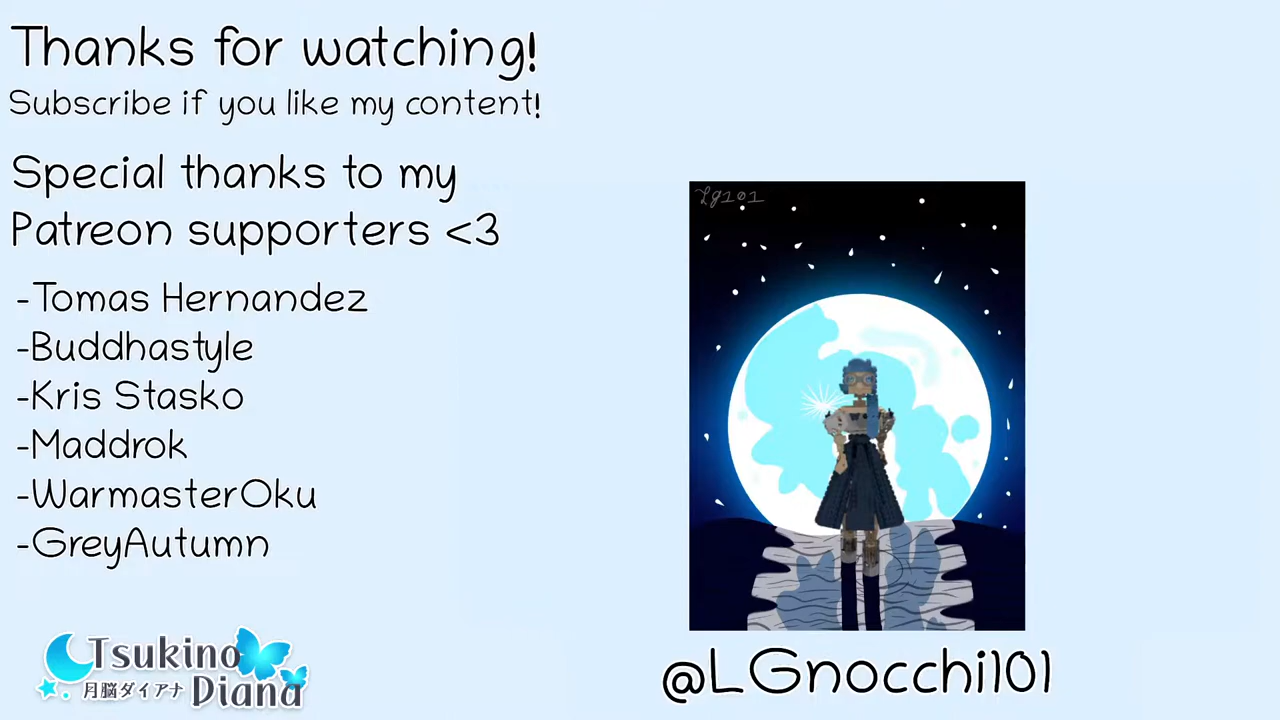 Thanks for watching!
Subscribe if you like my content!
Special thanks to my
Patreon supporters <3
-Tomas Hernandez
-Buddhastyle
-Kris Stasko
-Maddrok
-WarmasterOku
-GreyAutumn
Tsukino
月脳ダイアナ Diana
Lg101
@LGnocchi101